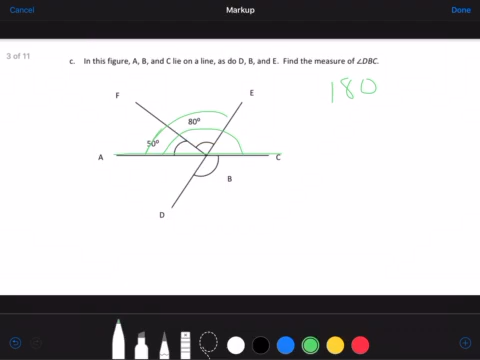 Cancel
Markup
Done
3 of 11
c. In this figure, A, B, and C lie on a line, as do D, B, and E. Find the measure of ∠DBC.
180
F
E
80°
50°
A
C
B
D